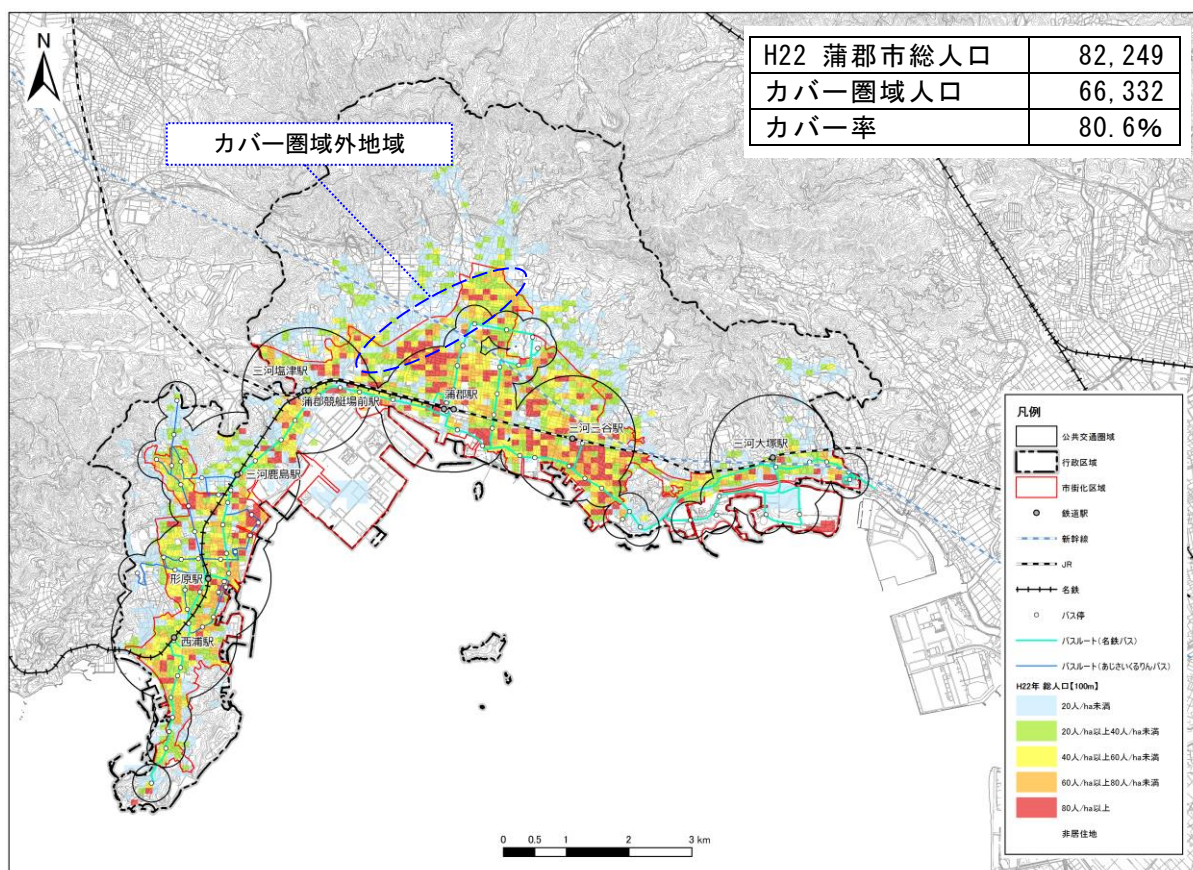 N
H22 蒲郡市総人口 82,249
カバー圏域人口 66,332
カバー率 80.6%
カバー圏域外地域
三河塩津駅
蒲郡競艇場前駅
蒲郡駅
三河三谷駅
三河大塚駅
三河鹿島駅
形原駅
西浦駅
凡例
公共交通圏域
行政区域
市街化区域
鉄道駅
新幹線
JR
名鉄
バス停
バスルート(名鉄バス)
バスルート(あじさいくるりんバス)
H22年 総人口【100m】
20人/ha未満
20人/ha以上40人/ha未満
40人/ha以上60人/ha未満
60人/ha以上80人/ha未満
80人/ha以上
非居住地
0 0.5 1 2 3 km